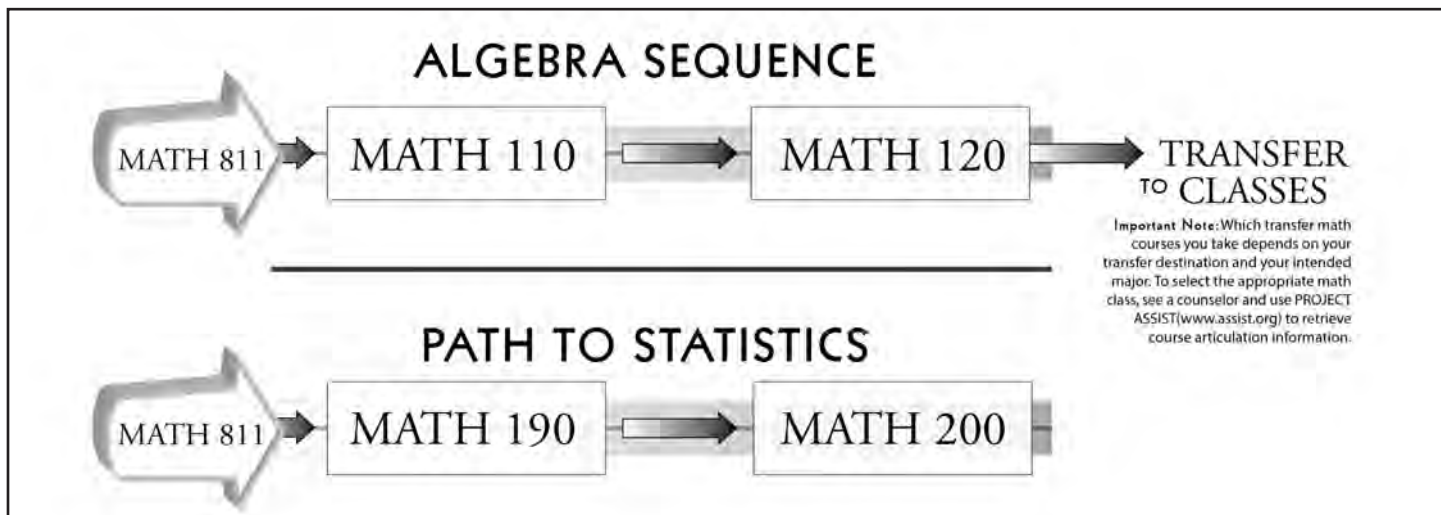 ALGEBRA SEQUENCE
MATH 811
MATH 110
MATH 120
TRANSFER
TO CLASSES
Important Note: Which transfer math
courses you take depends on your
transfer destination and your intended
major. To select the appropriate math
class, see a counselor and use PROJECT
ASSIST(www.assist.org) to retrieve
course articulation information.
PATH TO STATISTICS
MATH 811
MATH 190
MATH 200